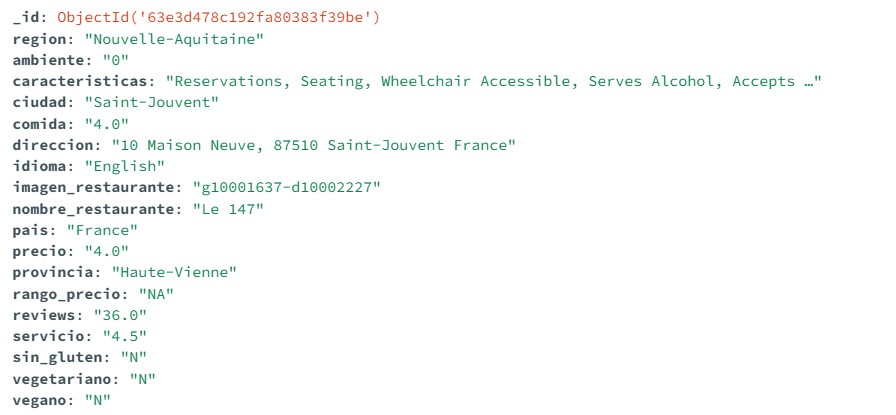 _id: ObjectId('63e3d478c192fa80383f39be')
region: "Nouvelle-Aquitaine"
ambiente: "0"
caracteristicas: "Reservations, Seating, Wheelchair Accessible, Serves Alcohol, Accepts …"
ciudad: "Saint-Jouvent"
comida: "4.0"
direccion: "10 Maison Neuve, 87510 Saint-Jouvent France"
idioma: "English"
imagen_restaurante: "g10001637-d10002227"
nombre_restaurante: "Le 147"
pais: "France"
precio: "4.0"
provincia: "Haute-Vienne"
rango_precio: "NA"
reviews: "36.0"
servicio: "4.5"
sin_gluten: "N"
vegetariano: "N"
vegano: "N"